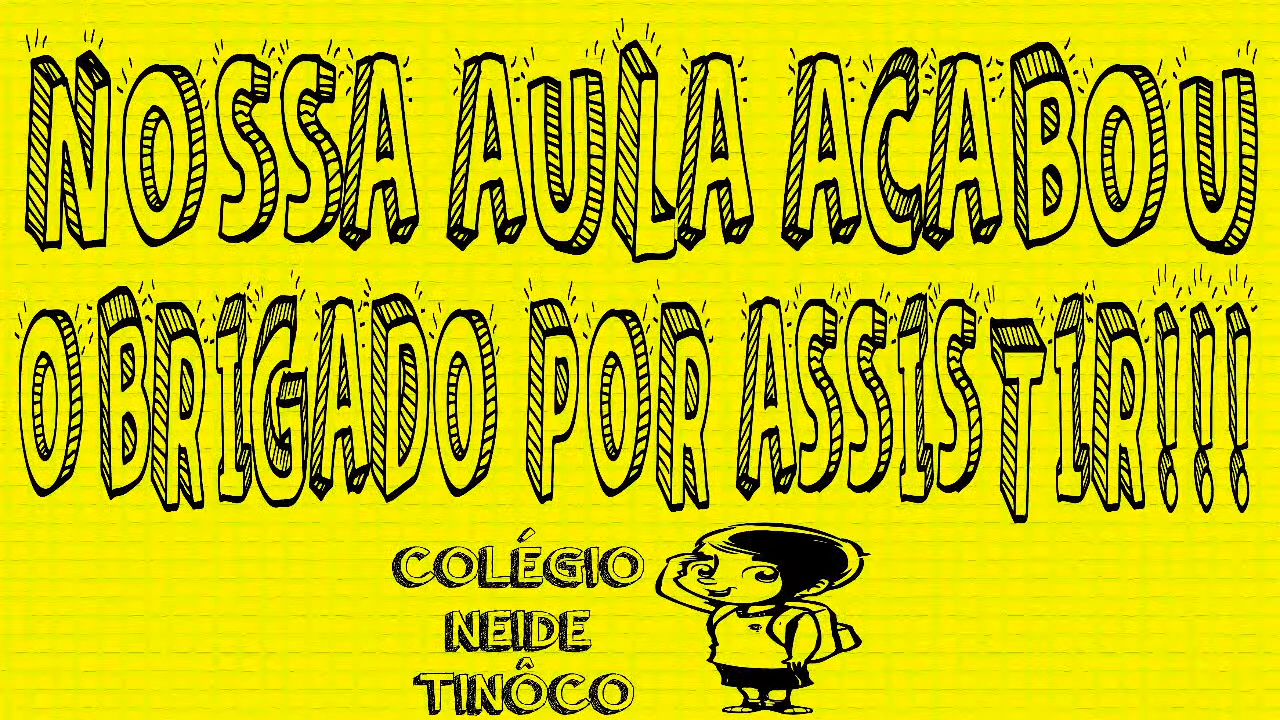 NOSSA AULA ACABOU
OBRIGADO POR ASSISTIR!!!
COLÉGIO
NEIDE
TINÔCO